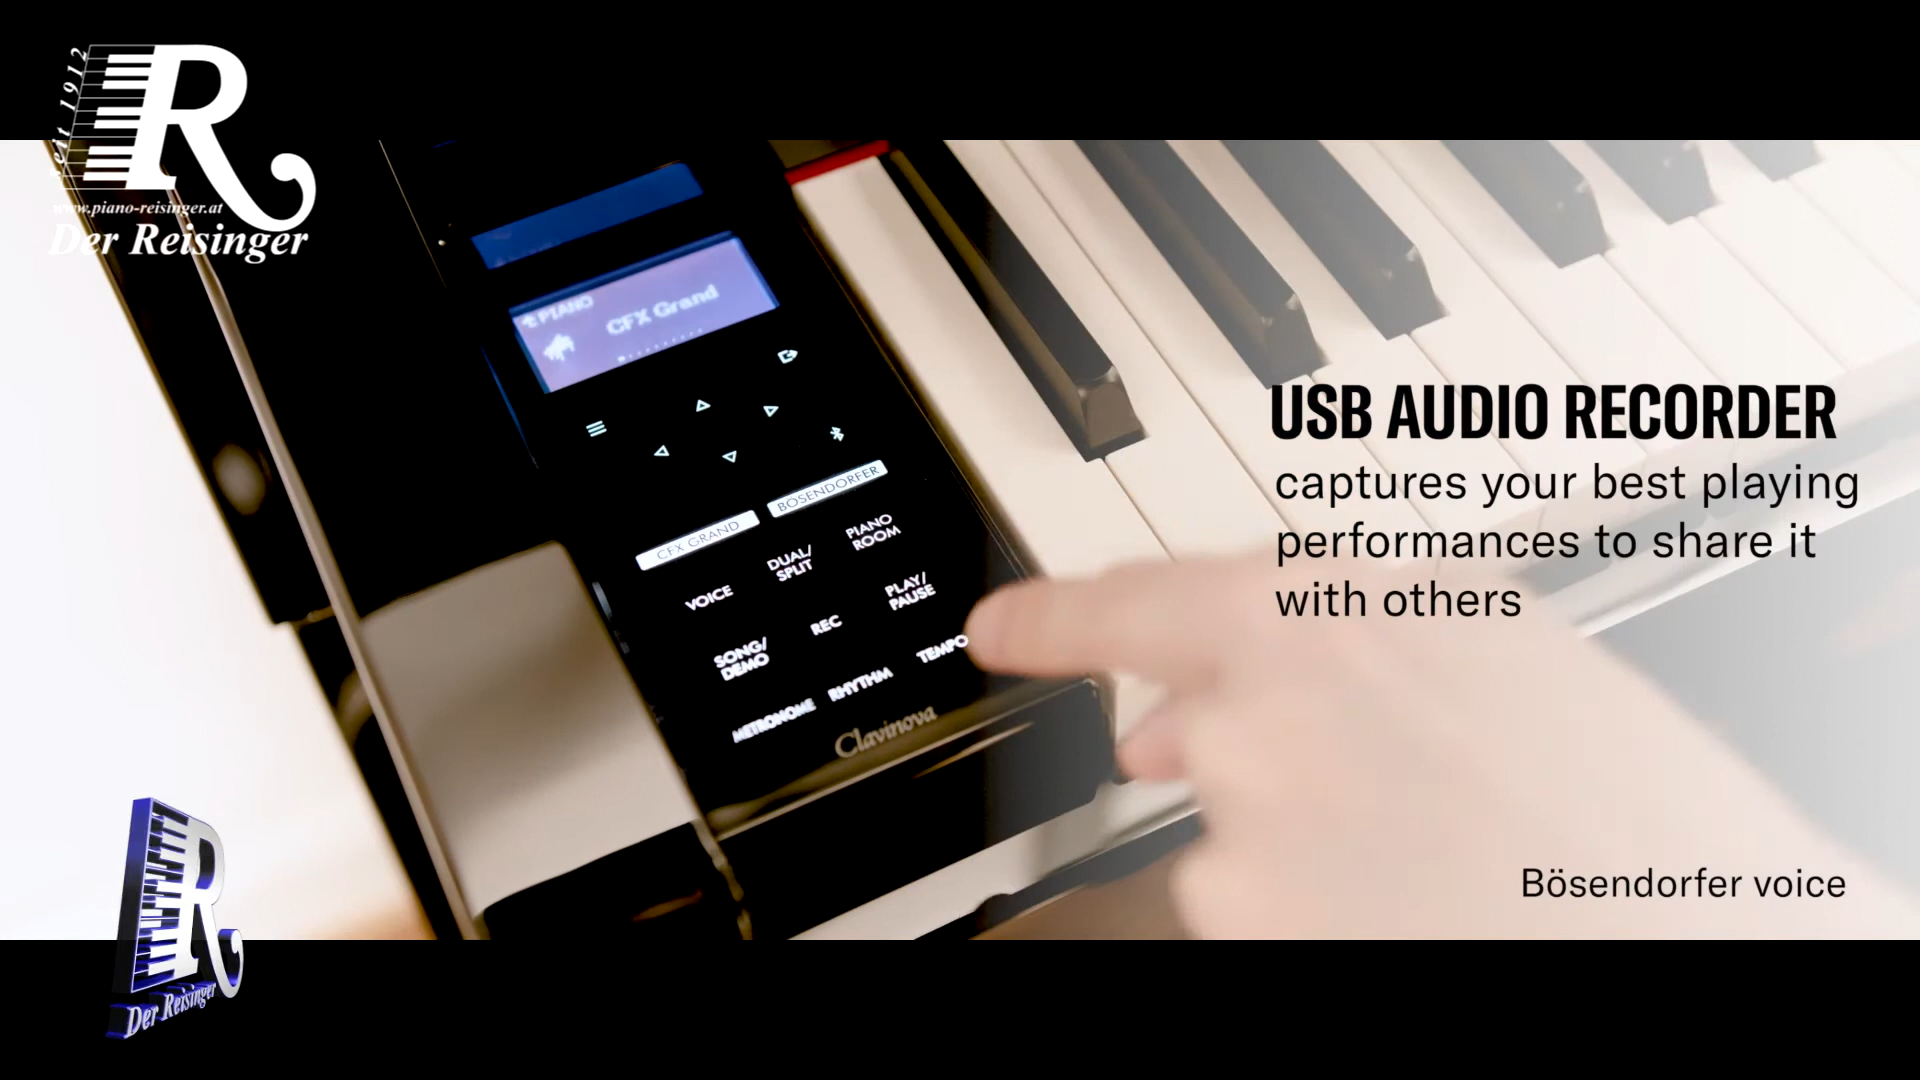 seit 1912
R
www.piano-reisinger.at
Der Reisinger
PIANO
CFX Grand
CFX GRAND
BÖSENDORFER
VOICE
DUAL/
SPLIT
PIANO
ROOM
SONG/
DEMO
REC
PLAY/
PAUSE
METRONOME
RHYTHM
TEMPO
Clavinova
USB AUDIO RECORDER
captures your best playing
performances to share it
with others
Bösendorfer voice
R
Der Reisinger